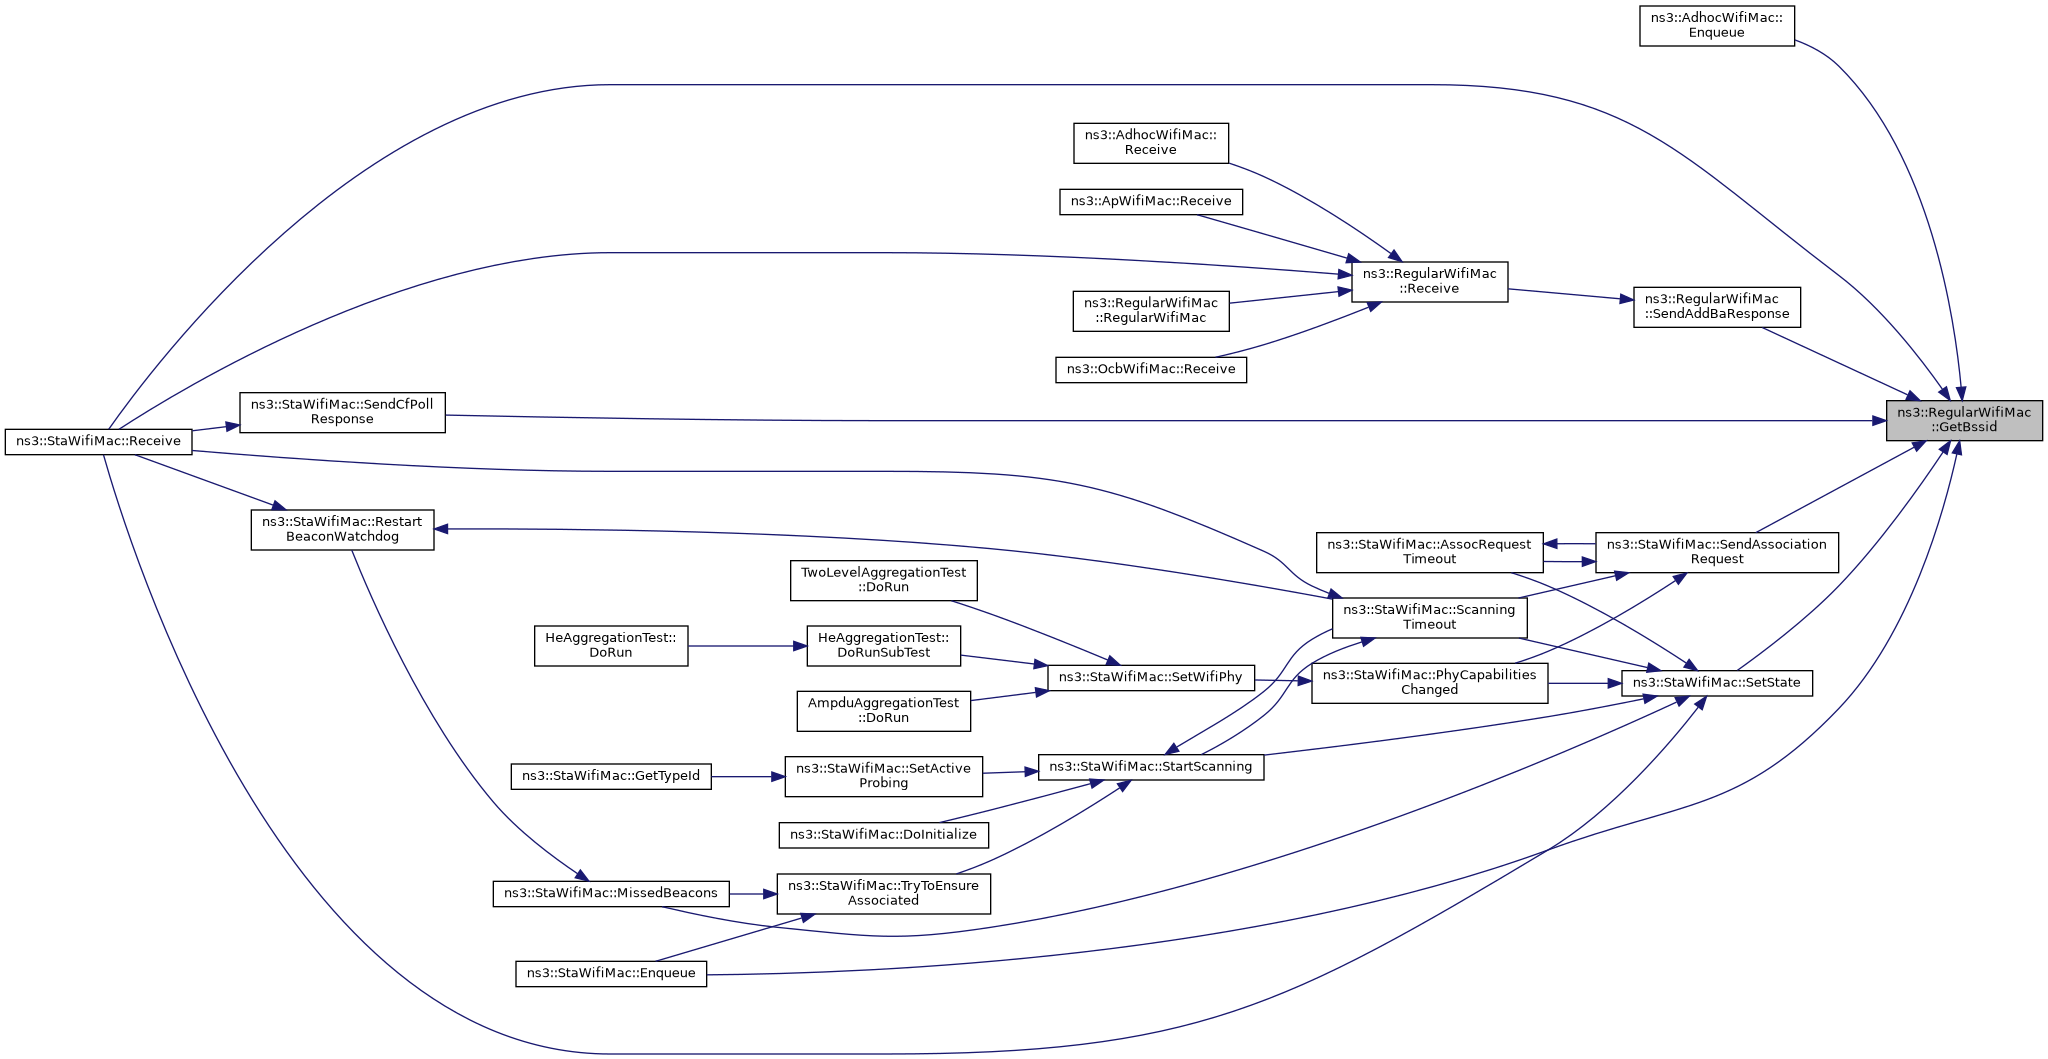 ns3::AdhocWifiMac::
Enqueue
ns3::AdhocWifiMac::
Receive
ns3::ApWifiMac::Receive
ns3::RegularWifiMac
::Receive
ns3::RegularWifiMac
::SendAddBaResponse
ns3::RegularWifiMac
::RegularWifiMac
ns3::OcbWifiMac::Receive
ns3::StaWifiMac::SendCfPoll
Response
ns3::RegularWifiMac
::GetBssid
ns3::StaWifiMac::Receive
ns3::StaWifiMac::Restart
BeaconWatchdog
ns3::StaWifiMac::AssocRequest
Timeout
ns3::StaWifiMac::SendAssociation
Request
TwoLevelAggregationTest
::DoRun
ns3::StaWifiMac::Scanning
Timeout
HeAggregationTest::
DoRun
HeAggregationTest::
DoRunSubTest
ns3::StaWifiMac::SetWifiPhy
ns3::StaWifiMac::PhyCapabilities
Changed
ns3::StaWifiMac::SetState
AmpduAggregationTest
::DoRun
ns3::StaWifiMac::GetTypeId
ns3::StaWifiMac::SetActive
Probing
ns3::StaWifiMac::StartScanning
ns3::StaWifiMac::DoInitialize
ns3::StaWifiMac::MissedBeacons
ns3::StaWifiMac::TryToEnsure
Associated
ns3::StaWifiMac::Enqueue